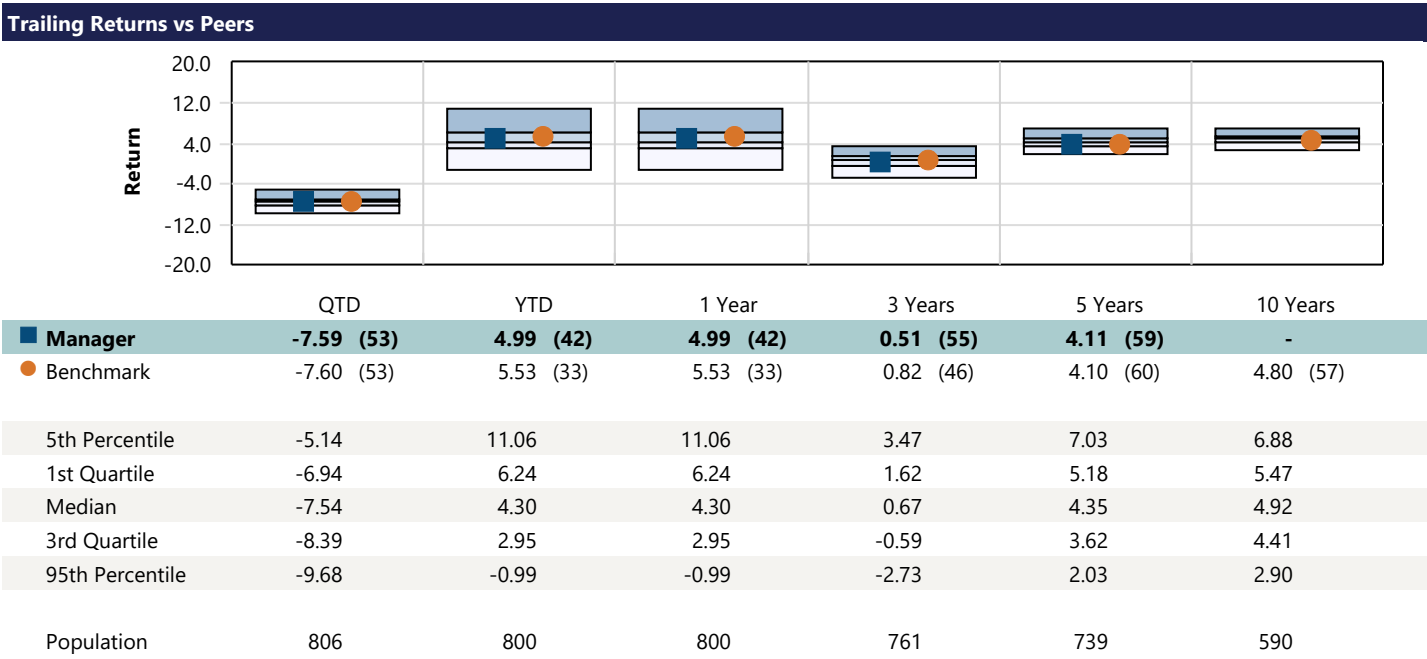 Trailing Returns vs Peers
20.0
12.0
4.0
-4.0
-12.0
-20.0
Return
QTD YTD 1 Year 3 Years 5 Years 10 Years
Manager -7.59 (53) 4.99 (42) 4.99 (42) 0.51 (55) 4.11 (59) -
Benchmark -7.60 (53) 5.53 (33) 5.53 (33) 0.82 (46) 4.10 (60) 4.80 (57)
5th Percentile -5.14 11.06 11.06 3.47 7.03 6.88
1st Quartile -6.94 6.24 6.24 1.62 5.18 5.47
Median -7.54 4.30 4.30 0.67 4.35 4.92
3rd Quartile -8.39 2.95 2.95 -0.59 3.62 4.41
95th Percentile -9.68 -0.99 -0.99 -2.73 2.03 2.90
Population 806 800 800 761 739 590